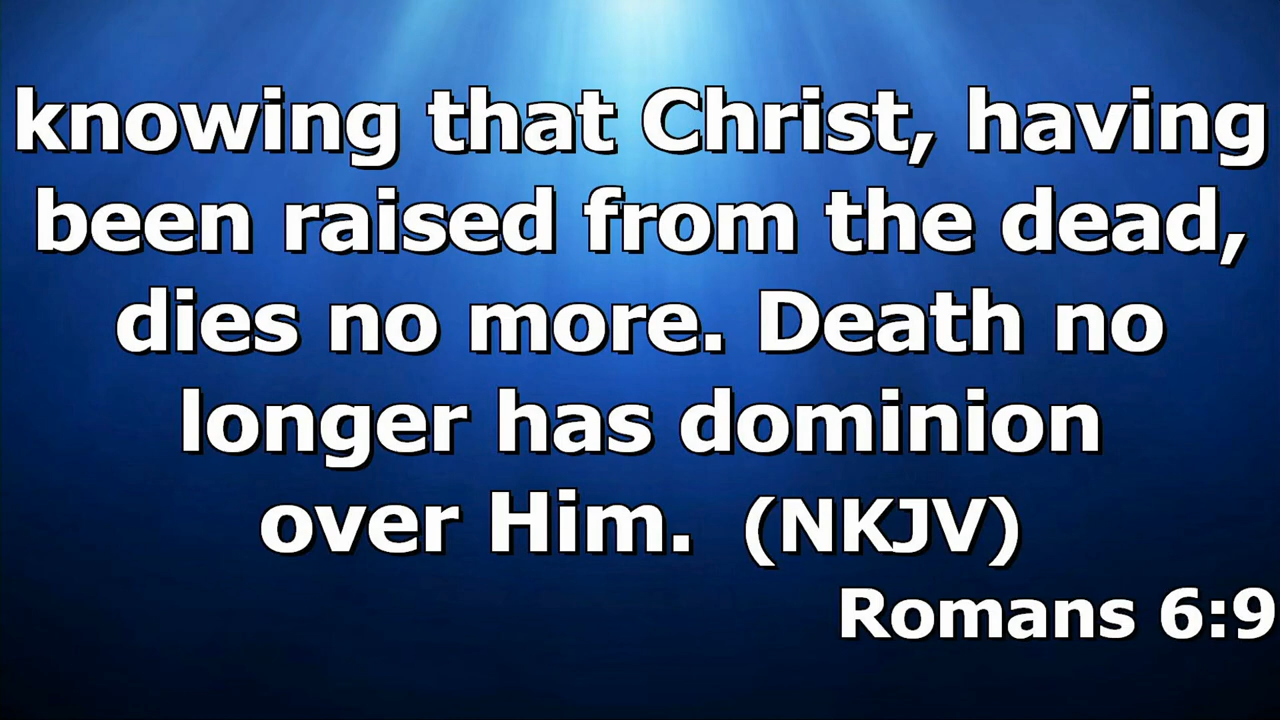 knowing that Christ, having
been raised from the dead,
dies no more. Death no
longer has dominion
over Him.  (NKJV)
Romans 6:9